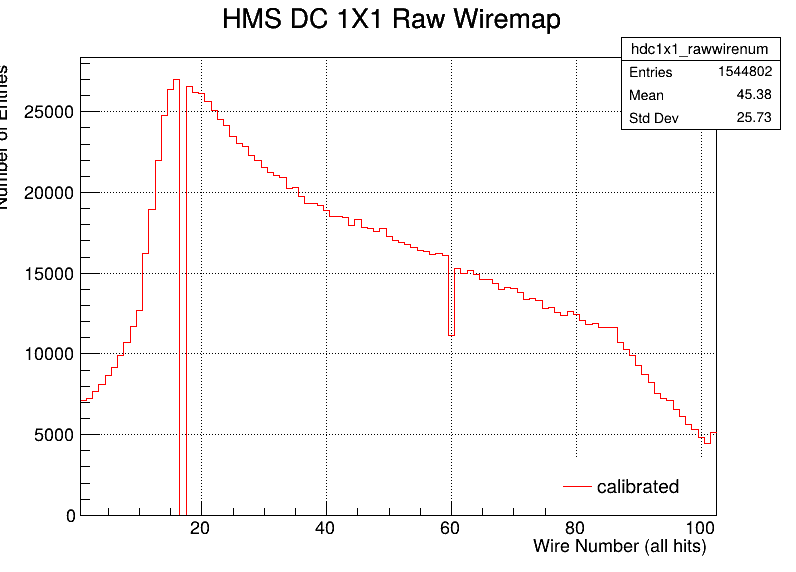 HMS DC 1X1 Raw Wiremap
hdc1x1_rawwirenum
Entries 1544802
Mean 45.38
Std Dev 25.73
Number of Entries
25000
20000
15000
10000
5000
0
calibrated
20 40 60 80 100
Wire Number (all hits)